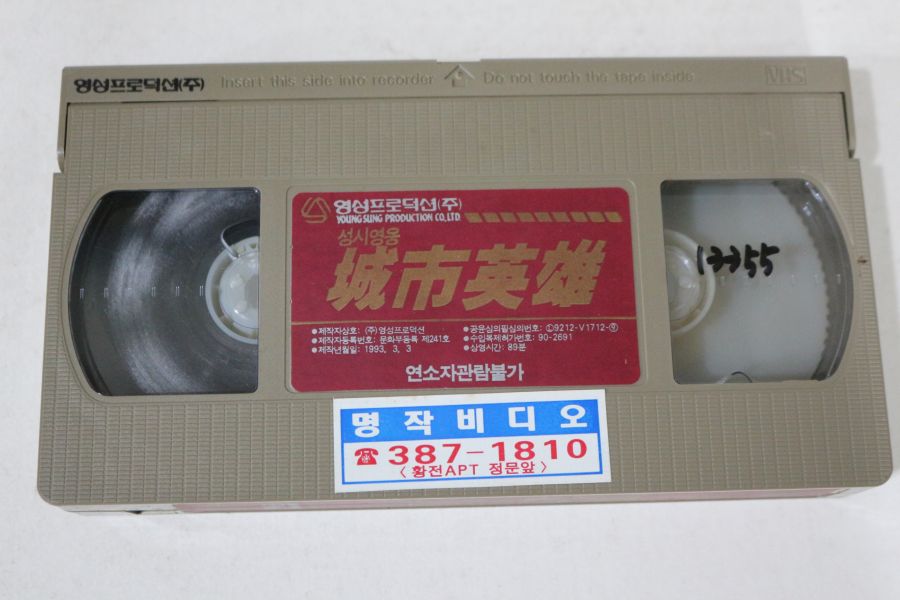 영성프로덕션(주) Insert this side into recorder Do not touch the tape inside. VHS
영성프로덕션(주)
YOUNG SUNG PRODUCTION CO.,LTD
성시영웅
城市英雄
●제작자상호: (주)영성프로덕션
●제작자등록번호: 문화부등록 제241호
●제작년월일: 1993. 3. 3
●공윤심의필심의번호: Ⓛ9212-V1712-㉮
●수입복제허가번호: 90-2691
●상영시간: 89분
연소자관람불가
13355
명작비디오
☎387-1810
<황전APT 정문앞>